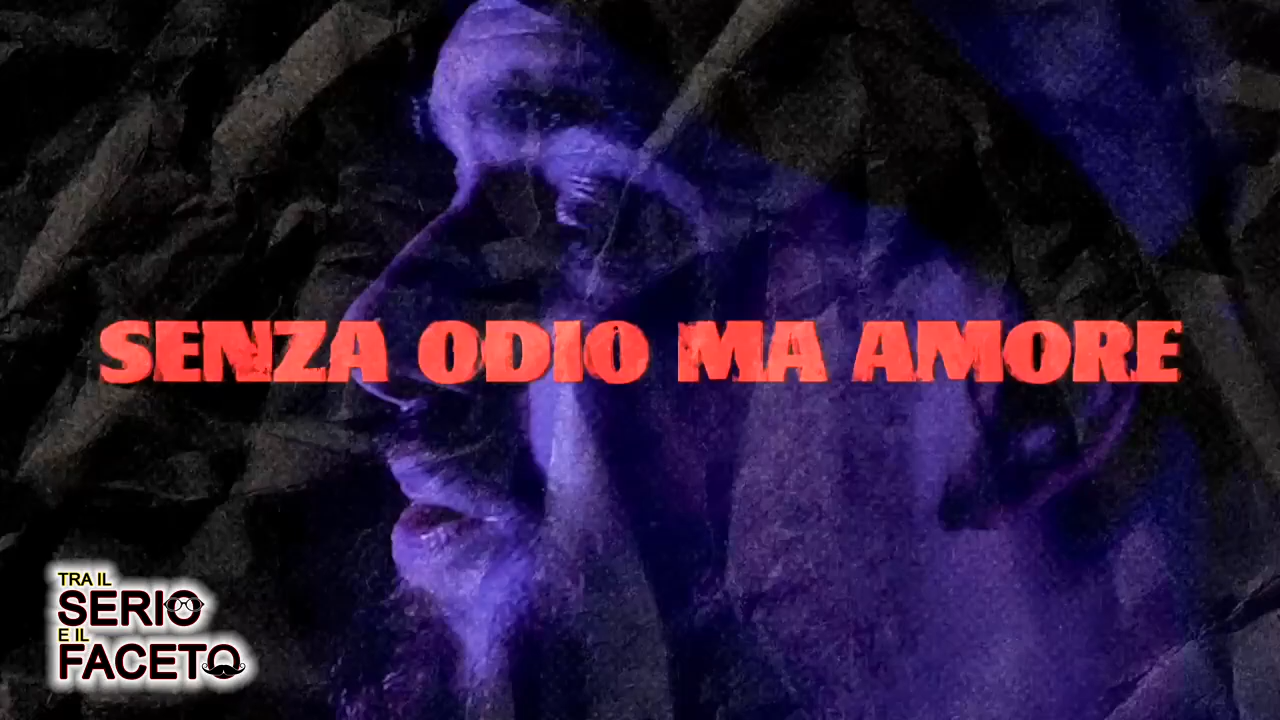 SENZA ODIO MA AMORE
TRA IL
SERIO
E IL
FACETO